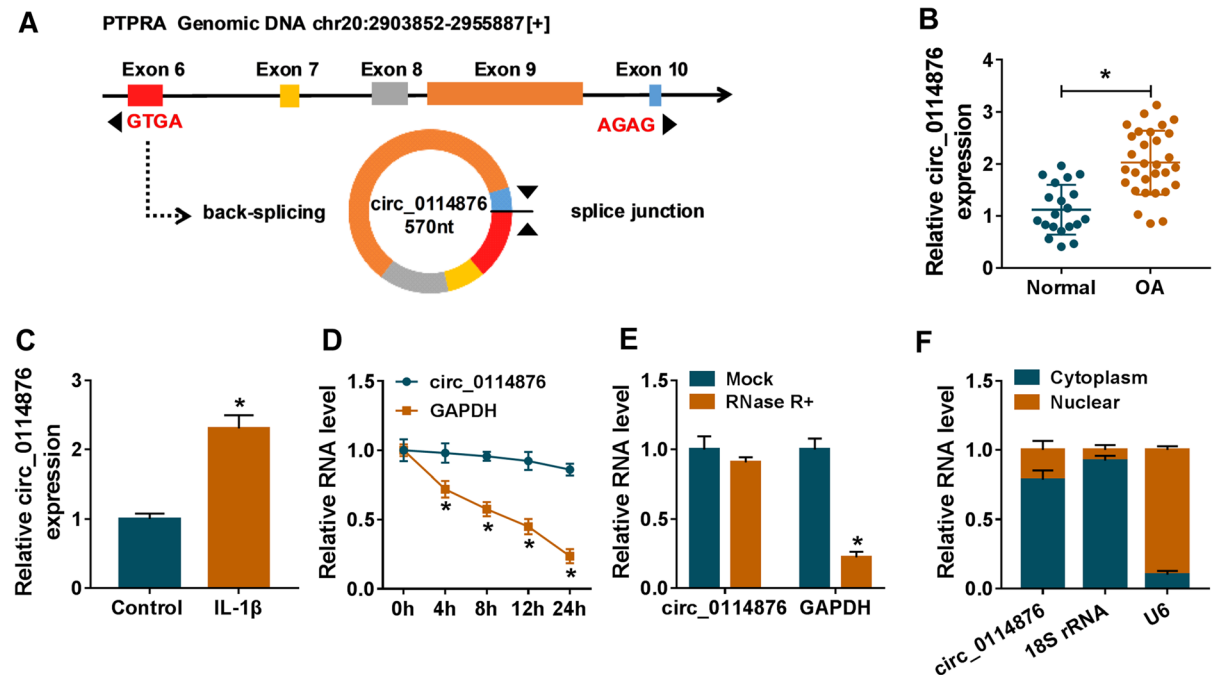 A
PTPRA Genomic DNA chr20:2903852-2955887[+]
Exon 6 Exon 7 Exon 8 Exon 9 Exon 10
GTGA AGAG
back-splicing circ_0114876 splice junction
570nt
B
Relative circ_0114876
expression
4
3
2
1
0
Normal OA
*
C
Relative circ_0114876
expression
3
2
1
0
Control IL-1β
*
D
Relative RNA level
1.5
1.0
0.5
0.0
circ_0114876
GAPDH
* * * *
0h 4h 8h 12h 24h
E
Relative RNA level
1.5
1.0
0.5
0.0
Mock
RNase R+
*
circ_0114876 GAPDH
F
Relative RNA level
1.5
1.0
0.5
0.0
Cytoplasm
Nuclear
circ_0114876 18S rRNA U6